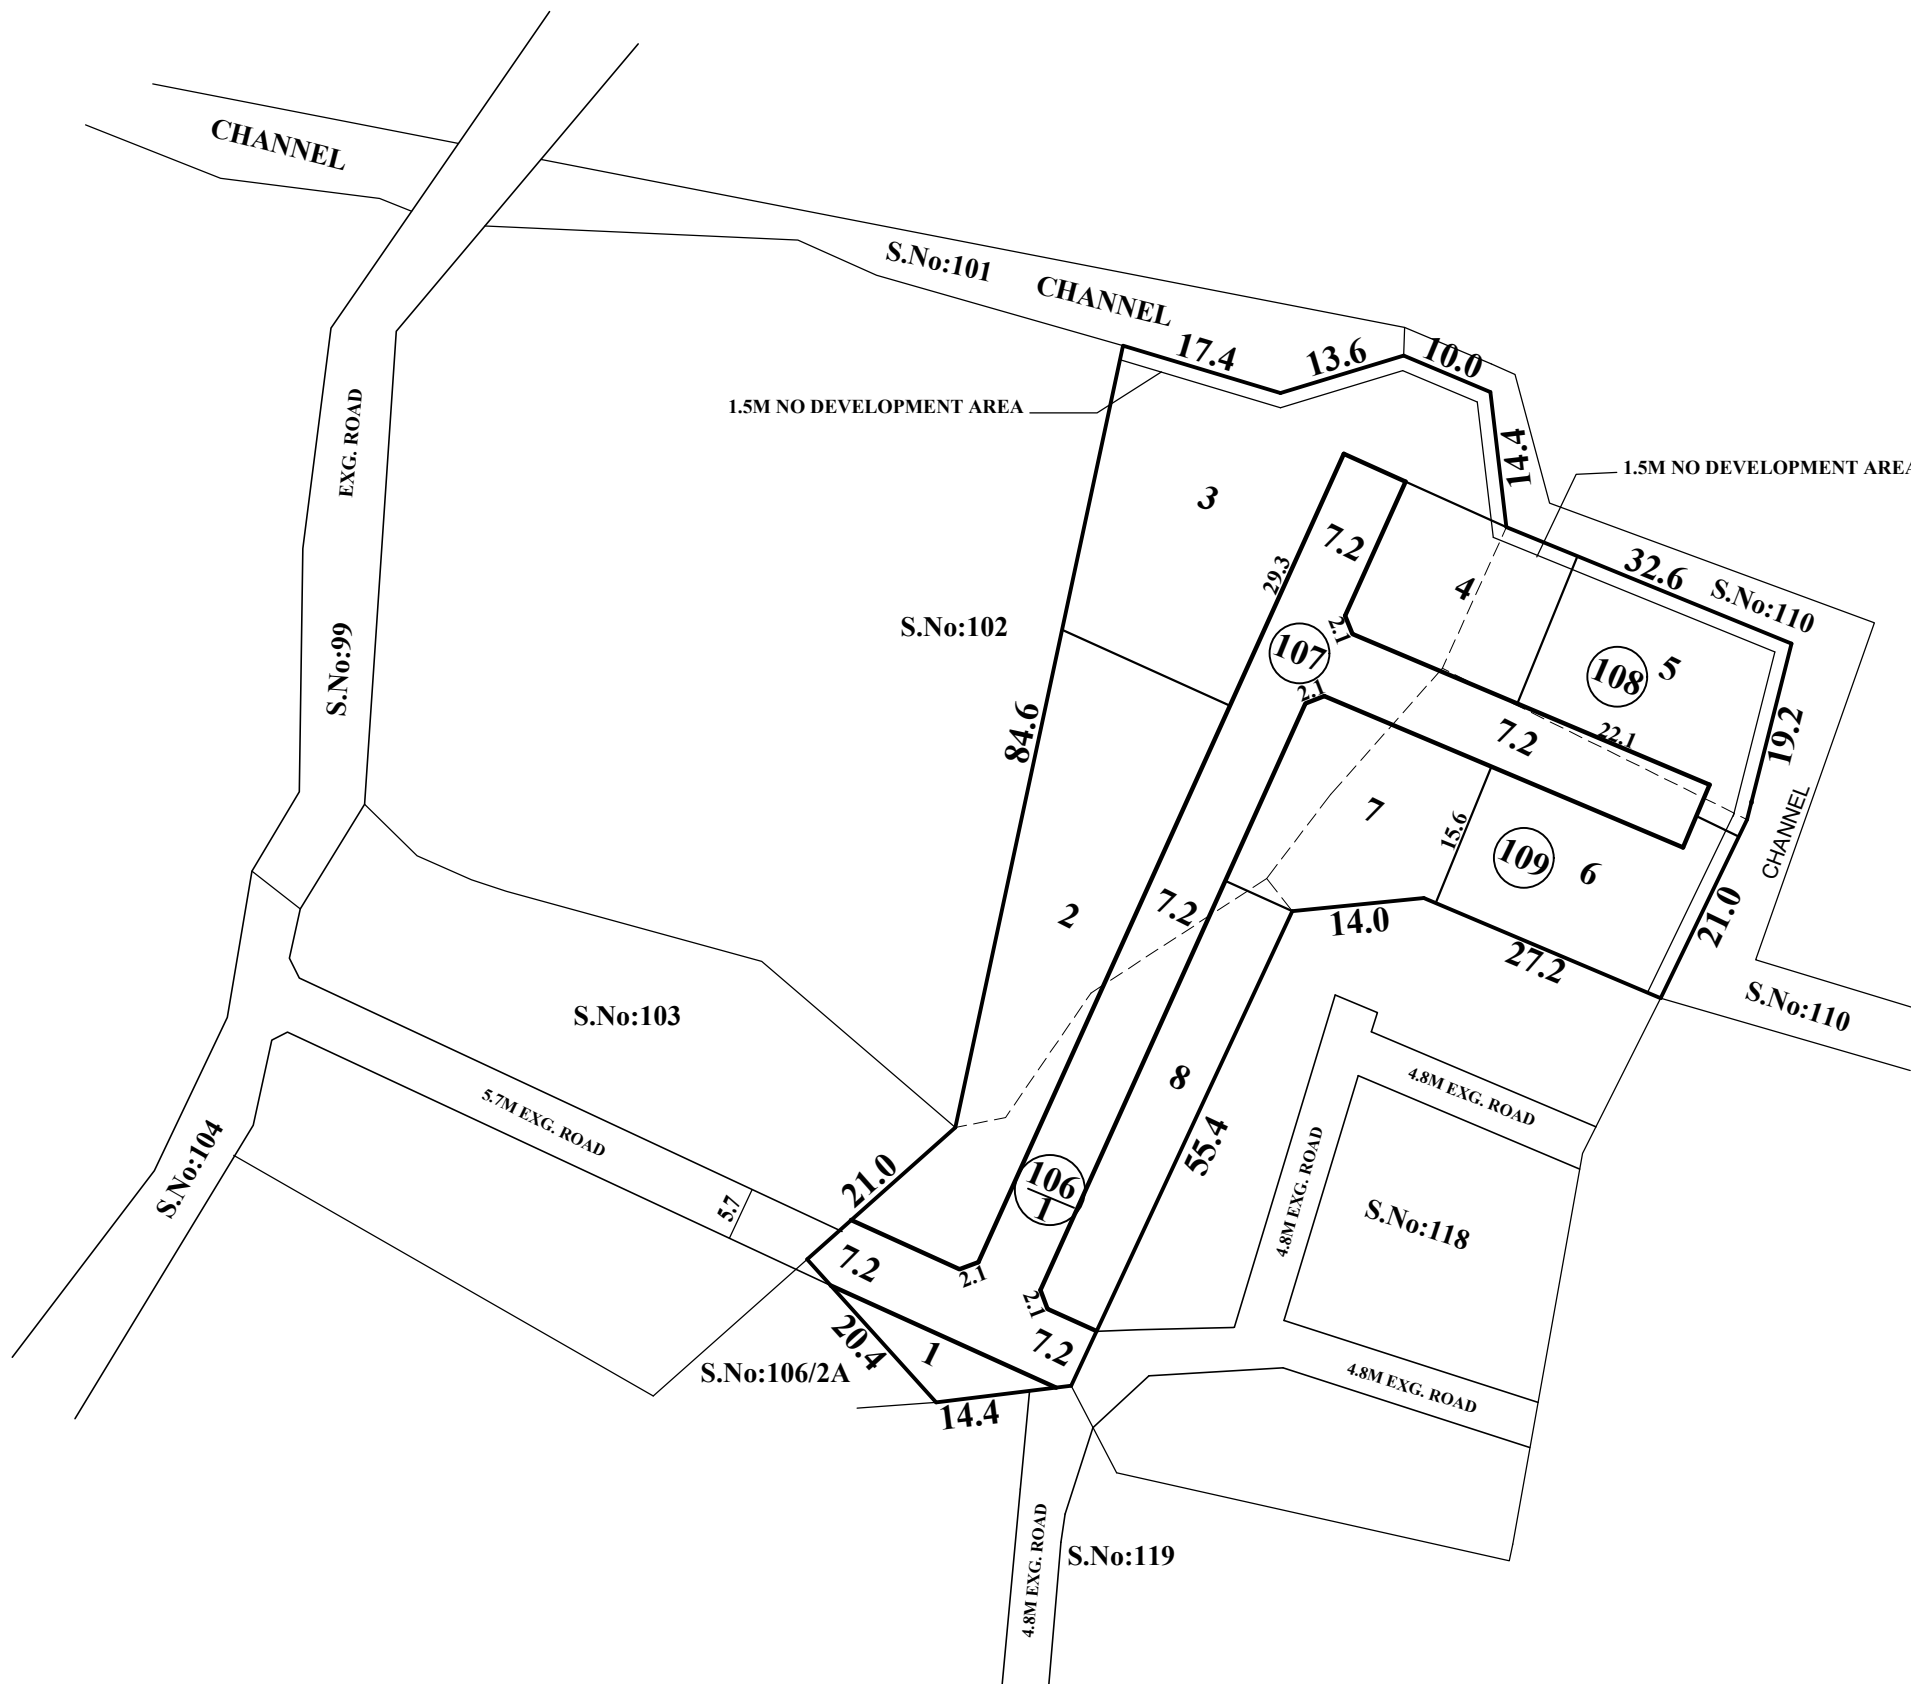 CHANNEL
S.No:101
CHANNEL
17.4
13.6
10.0
1.5M NO DEVELOPMENT AREA
14.4
1.5M NO DEVELOPMENT AREA
EXG. ROAD
3
7.2
29.3
4
32.6
S.No:110
S.No:99
S.No:102
2.1
107
2.1
108
5
84.6
7.2
22.1
19.2
7
15.6
109
6
CHANNEL
2
7.2
14.0
21.0
27.2
S.No:103
S.No:110
8
5.7M EXG. ROAD
4.8M EXG. ROAD
S.No:104
21.0
55.4
4.8M EXG. ROAD
106
1
5.7
S.No:118
7.2
2.1
2.1
20.4
1
7.2
S.No:106/2A
4.8M EXG. ROAD
14.4
4.8M EXG. ROAD
S.No:119